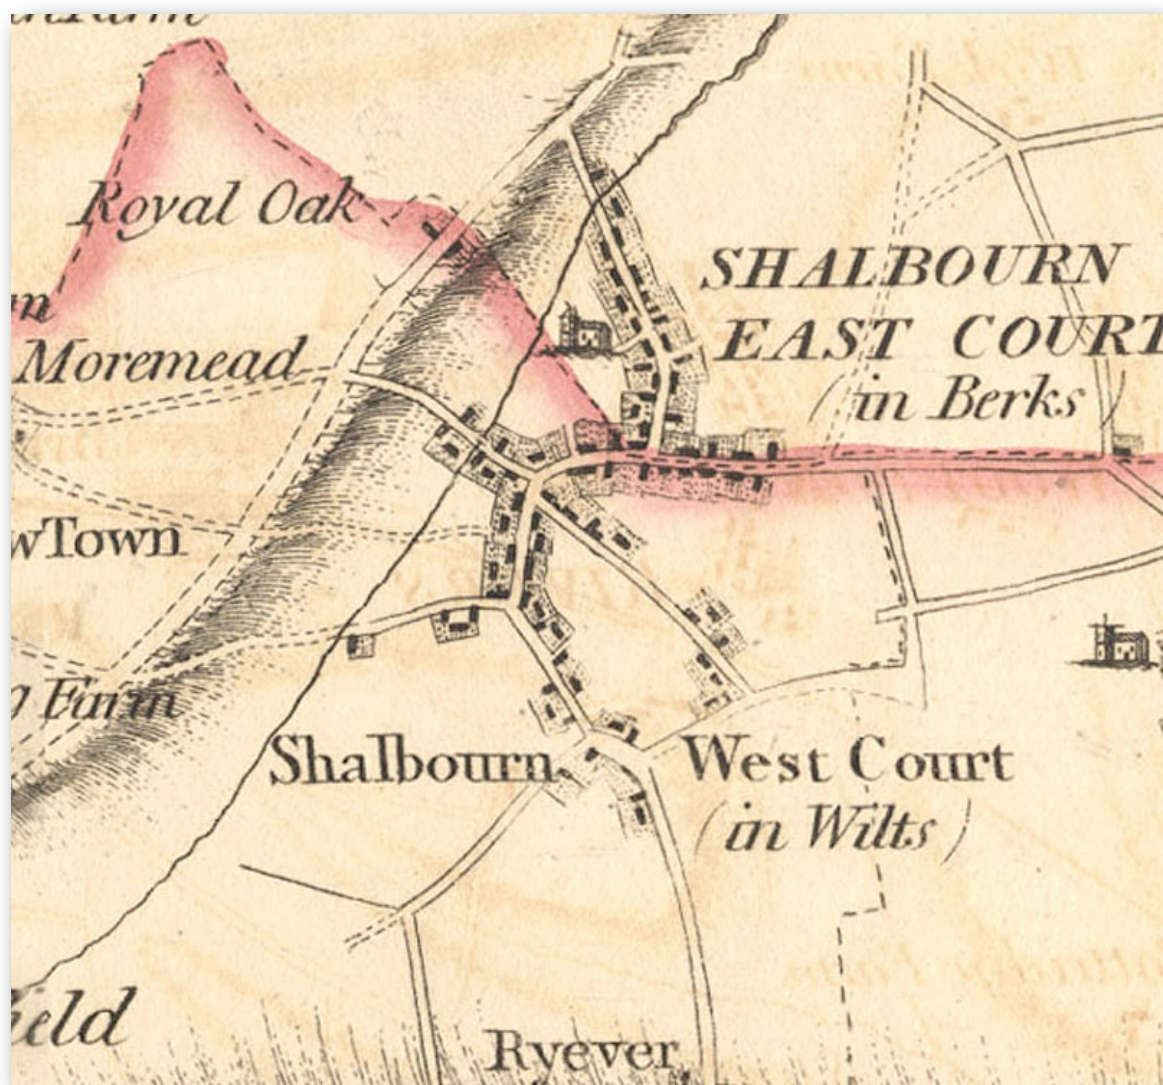 Royal Oak
SHALBOURN
EAST COURT
(in Berks)
Moremead
wTown
Farm
Shalbourn
West Court
(in Wilts)
ield
Ryever